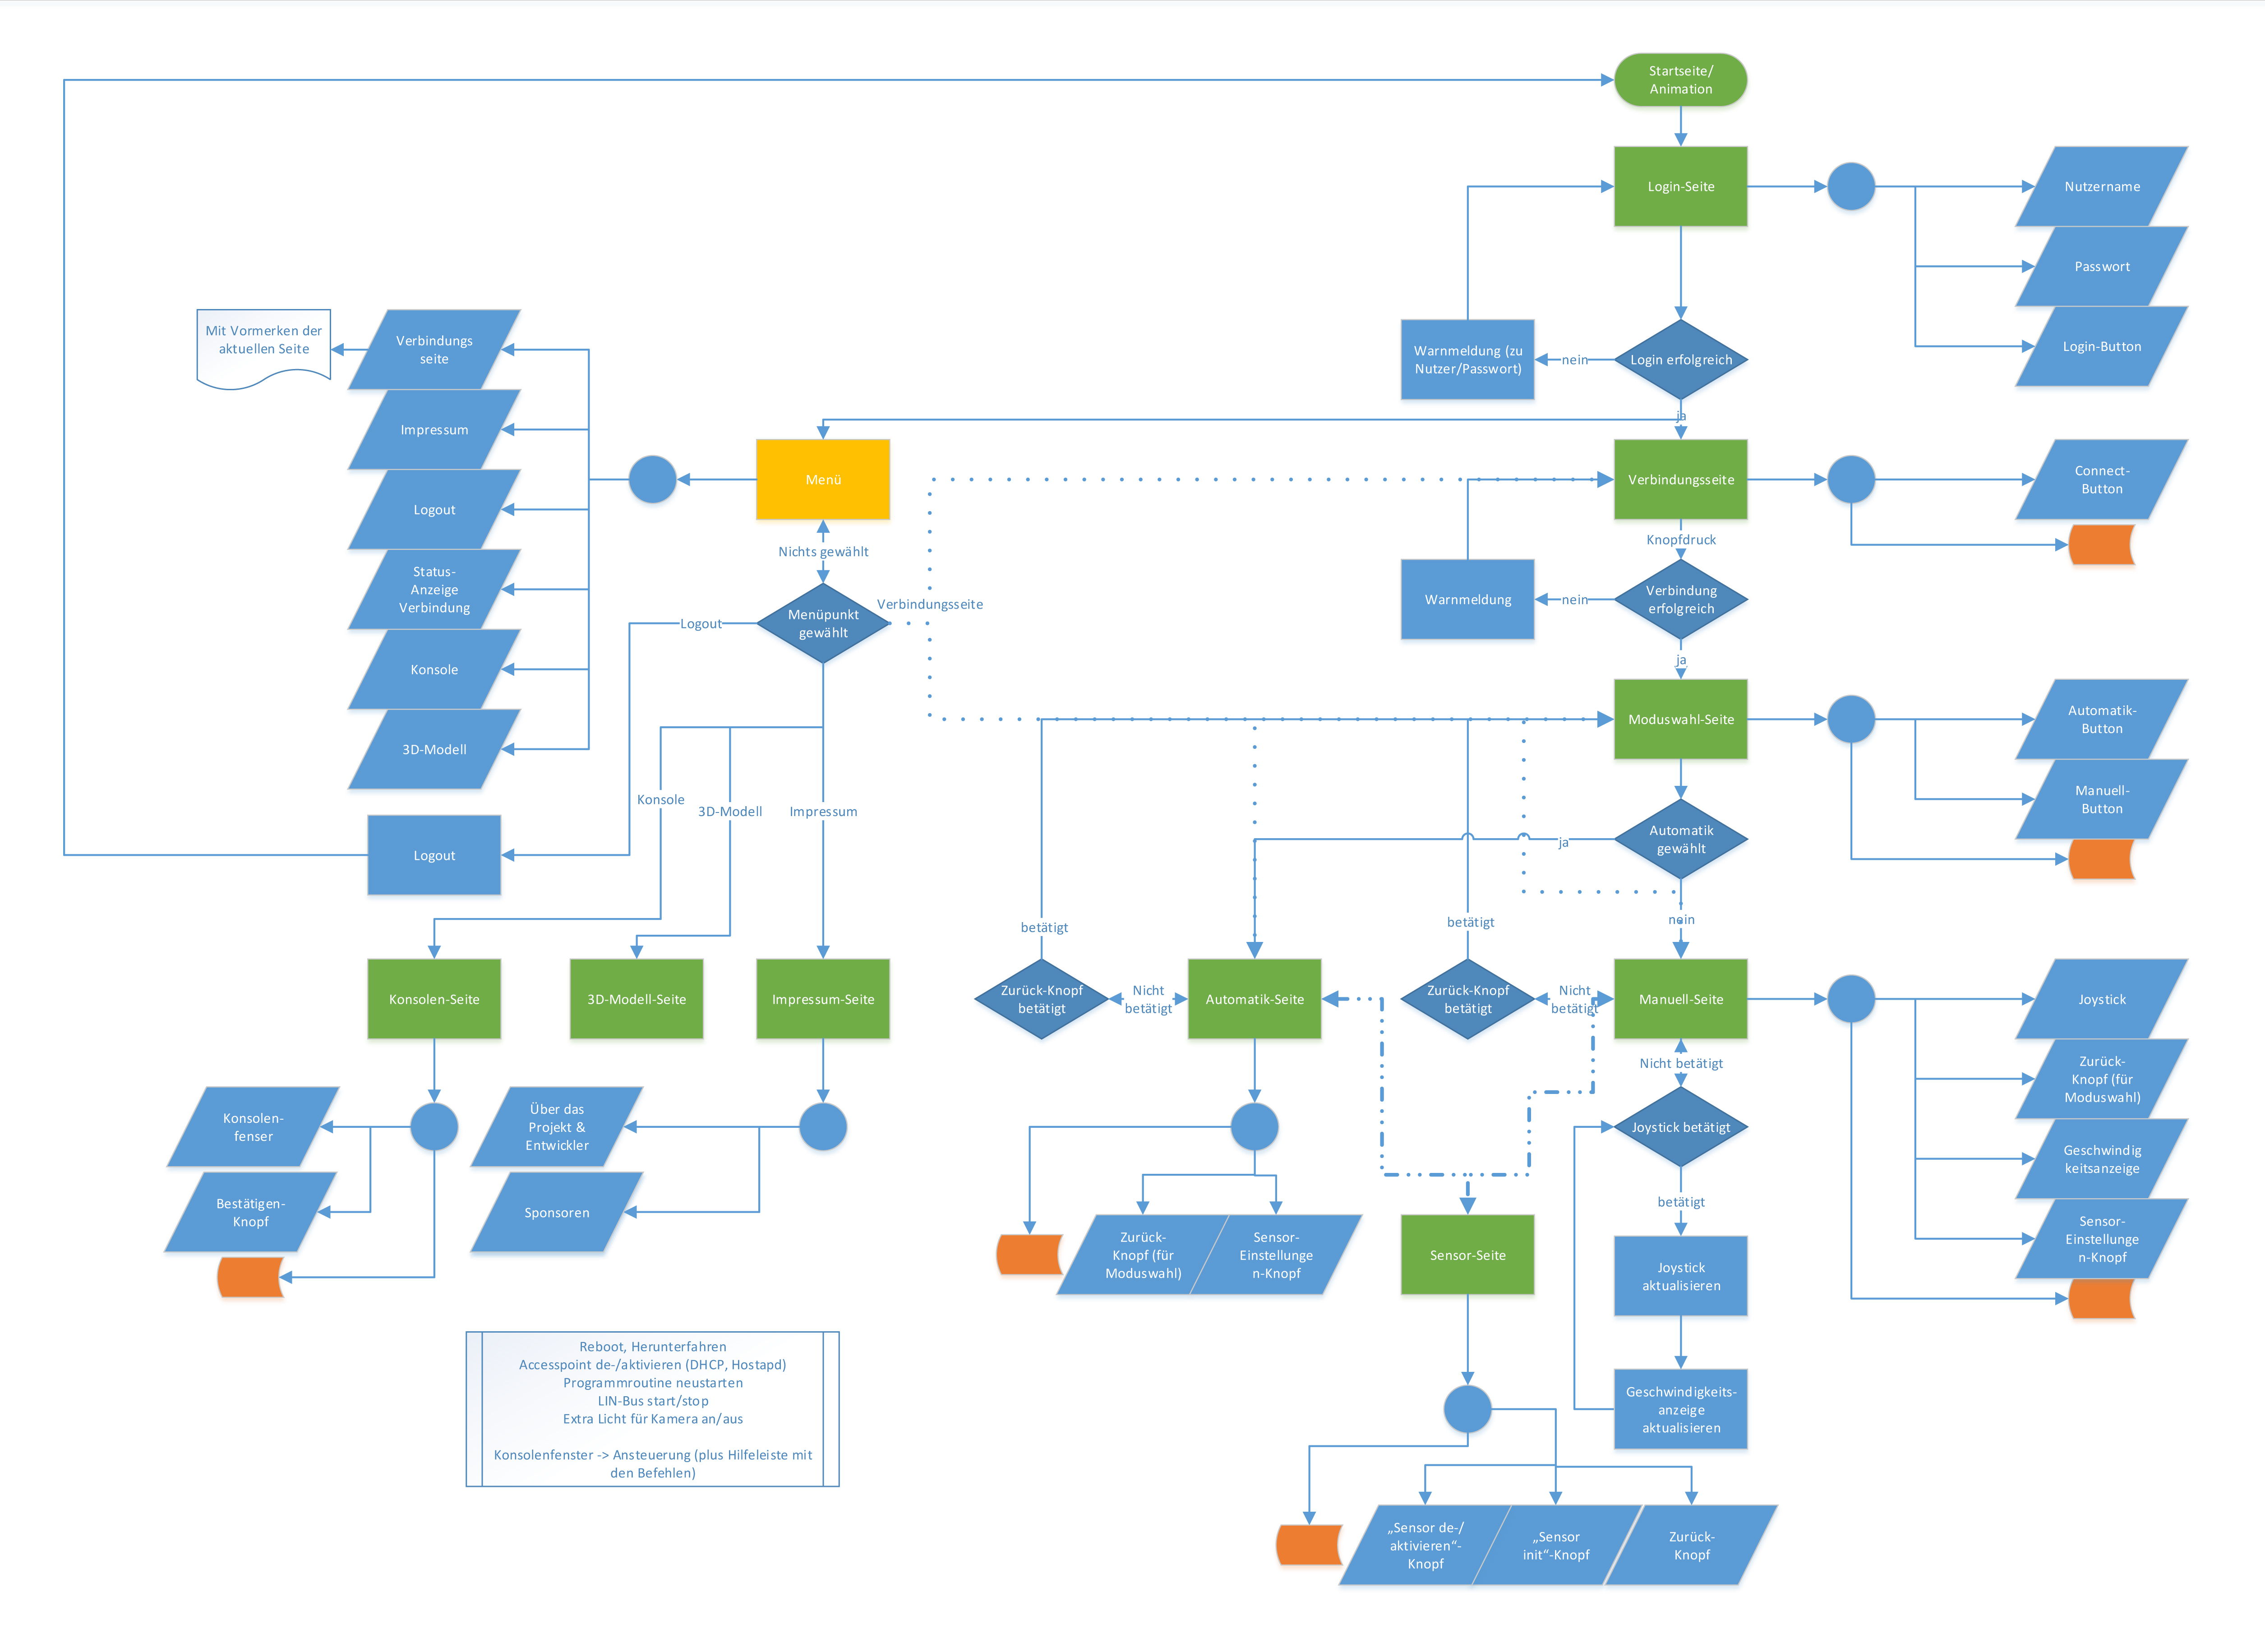 Startseite/
Animation
Login-Seite
Nutzername
Passwort
Login-Button
Login erfolgreich
nein
Warnmeldung (zu
Nutzer/Passwort)
ja
Mit Vormerken der
aktuellen Seite
Verbindungs
seite
Impressum
Logout
Status-
Anzeige
Verbindung
Konsole
3D-Modell
Menü
Nichts gewählt
Menüpunkt
gewählt
Verbindungsseite
Logout
Verbindungsseite
Connect-
Button
Knopfdruck
Verbindung
erfolgreich
nein
Warnmeldung
ja
Moduswahl-Seite
Automatik-
Button
Manuell-
Button
Konsole
3D-Modell
Impressum
Logout
Automatik
gewählt
ja
nein
betätigt
betätigt
Konsolen-Seite
3D-Modell-Seite
Impressum-Seite
Zurück-Knopf
betätigt
Nicht
betätigt
Automatik-Seite
Zurück-Knopf
betätigt
Nicht
betätigt
Manuell-Seite
Joystick
Zurück-
Knopf (für
Moduswahl)
Geschwindig
keitsanzeige
Sensor-
Einstellunge
n-Knopf
Nicht betätigt
Joystick betätigt
betätigt
Joystick
aktualisieren
Geschwindigkeits-
anzeige
aktualisieren
Konsolen-
fenser
Bestätigen-
Knopf
Über das
Projekt &
Entwickler
Sponsoren
Zurück-
Knopf (für
Moduswahl)
Sensor-
Einstellunge
n-Knopf
Sensor-Seite
Reboot, Herunterfahren
Accesspoint de-/aktivieren (DHCP, Hostapd)
Programmroutine neustarten
LIN-Bus start/stop
Extra Licht für Kamera an/aus
Konsolenfenster -> Ansteuerung (plus Hilfeleiste mit
den Befehlen)
„Sensor de-/
aktivieren“-
Knopf
„Sensor
init“-Knopf
Zurück-
Knopf